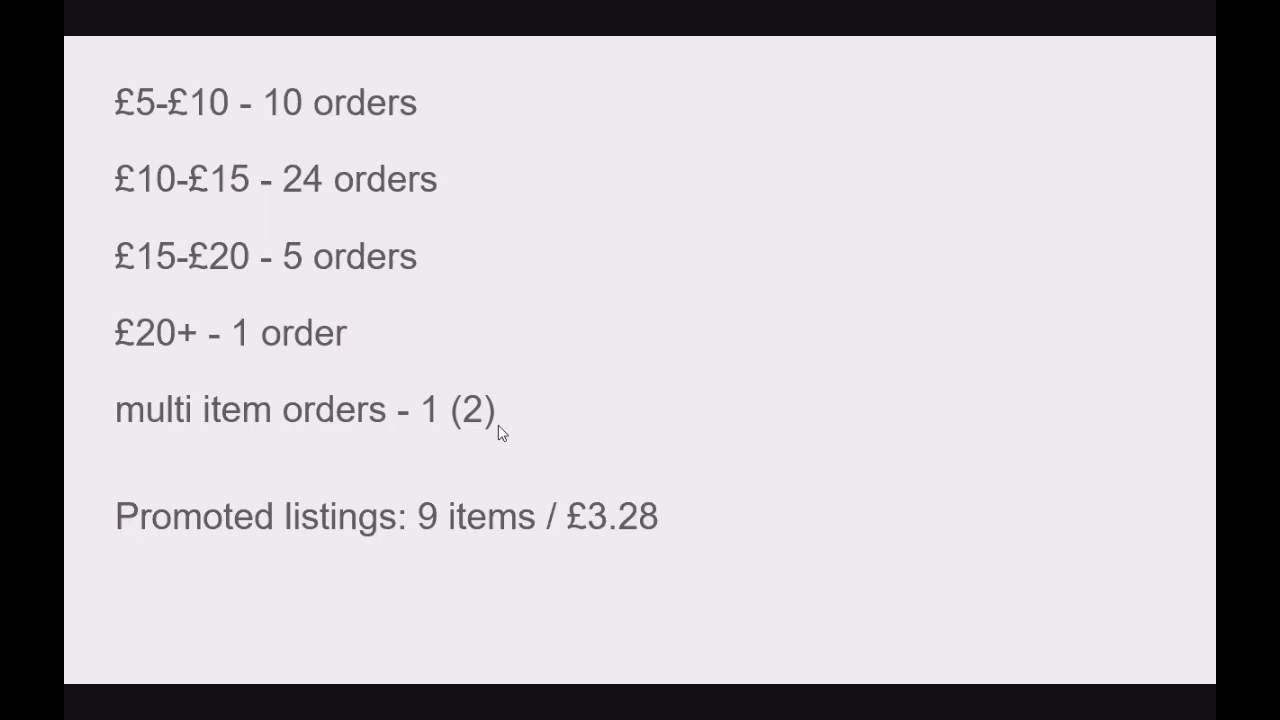 £5-£10 - 10 orders
£10-£15 - 24 orders
£15-£20 - 5 orders
£20+ - 1 order
multi item orders - 1 (2)
Promoted listings: 9 items / £3.28